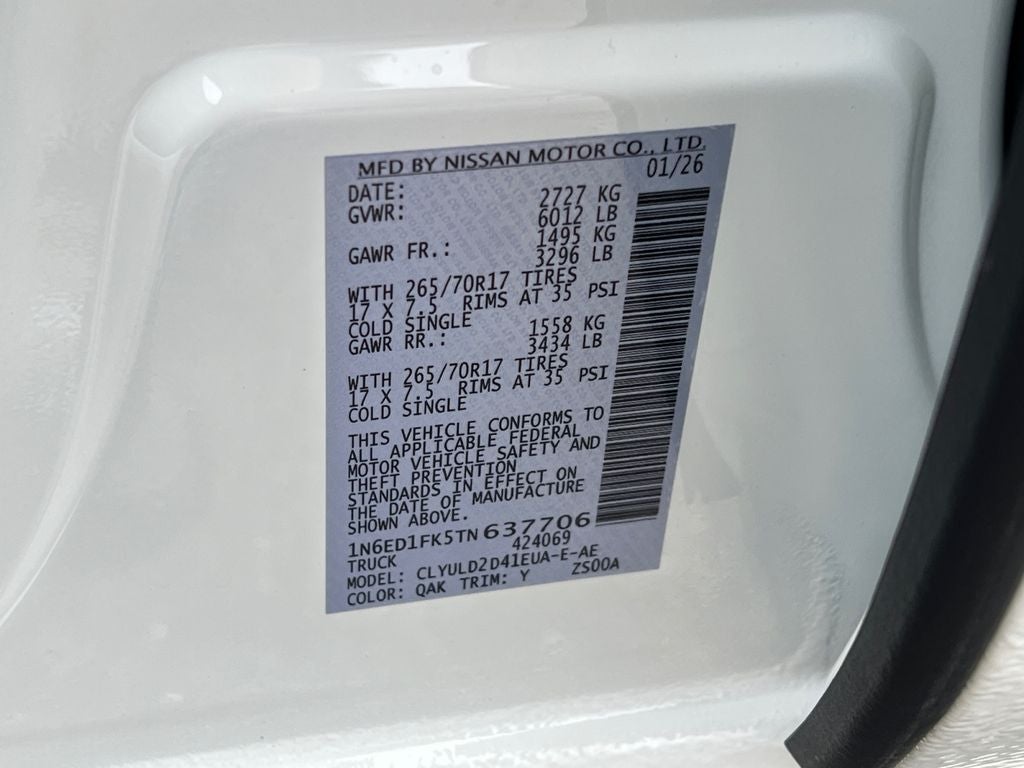 MFD BY NISSAN MOTOR CO., LTD.
DATE: 01/26
GVWR: 2727 KG
6012 LB
GAWR FR.: 1495 KG
3296 LB
WITH 265/70R17 TIRES
17 X 7.5 RIMS AT 35 PSI
COLD SINGLE
GAWR RR.: 1558 KG
3434 LB
WITH 265/70R17 TIRES
17 X 7.5 RIMS AT 35 PSI
COLD SINGLE
THIS VEHICLE CONFORMS TO
ALL APPLICABLE FEDERAL
MOTOR VEHICLE SAFETY AND
THEFT PREVENTION
STANDARDS IN EFFECT ON
THE DATE OF MANUFACTURE
SHOWN ABOVE.
1N6ED1FK5TN637706
TRUCK 424069
MODEL: CLYULD2D41EUA-E-AE
COLOR: QAK TRIM: Y ZS00A